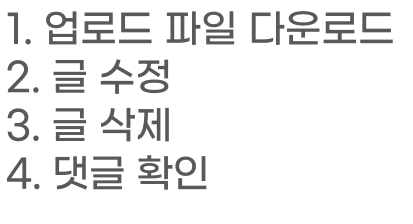 1. 업로드 파일 다운로드
2. 글 수정
3. 글 삭제
4. 댓글 확인